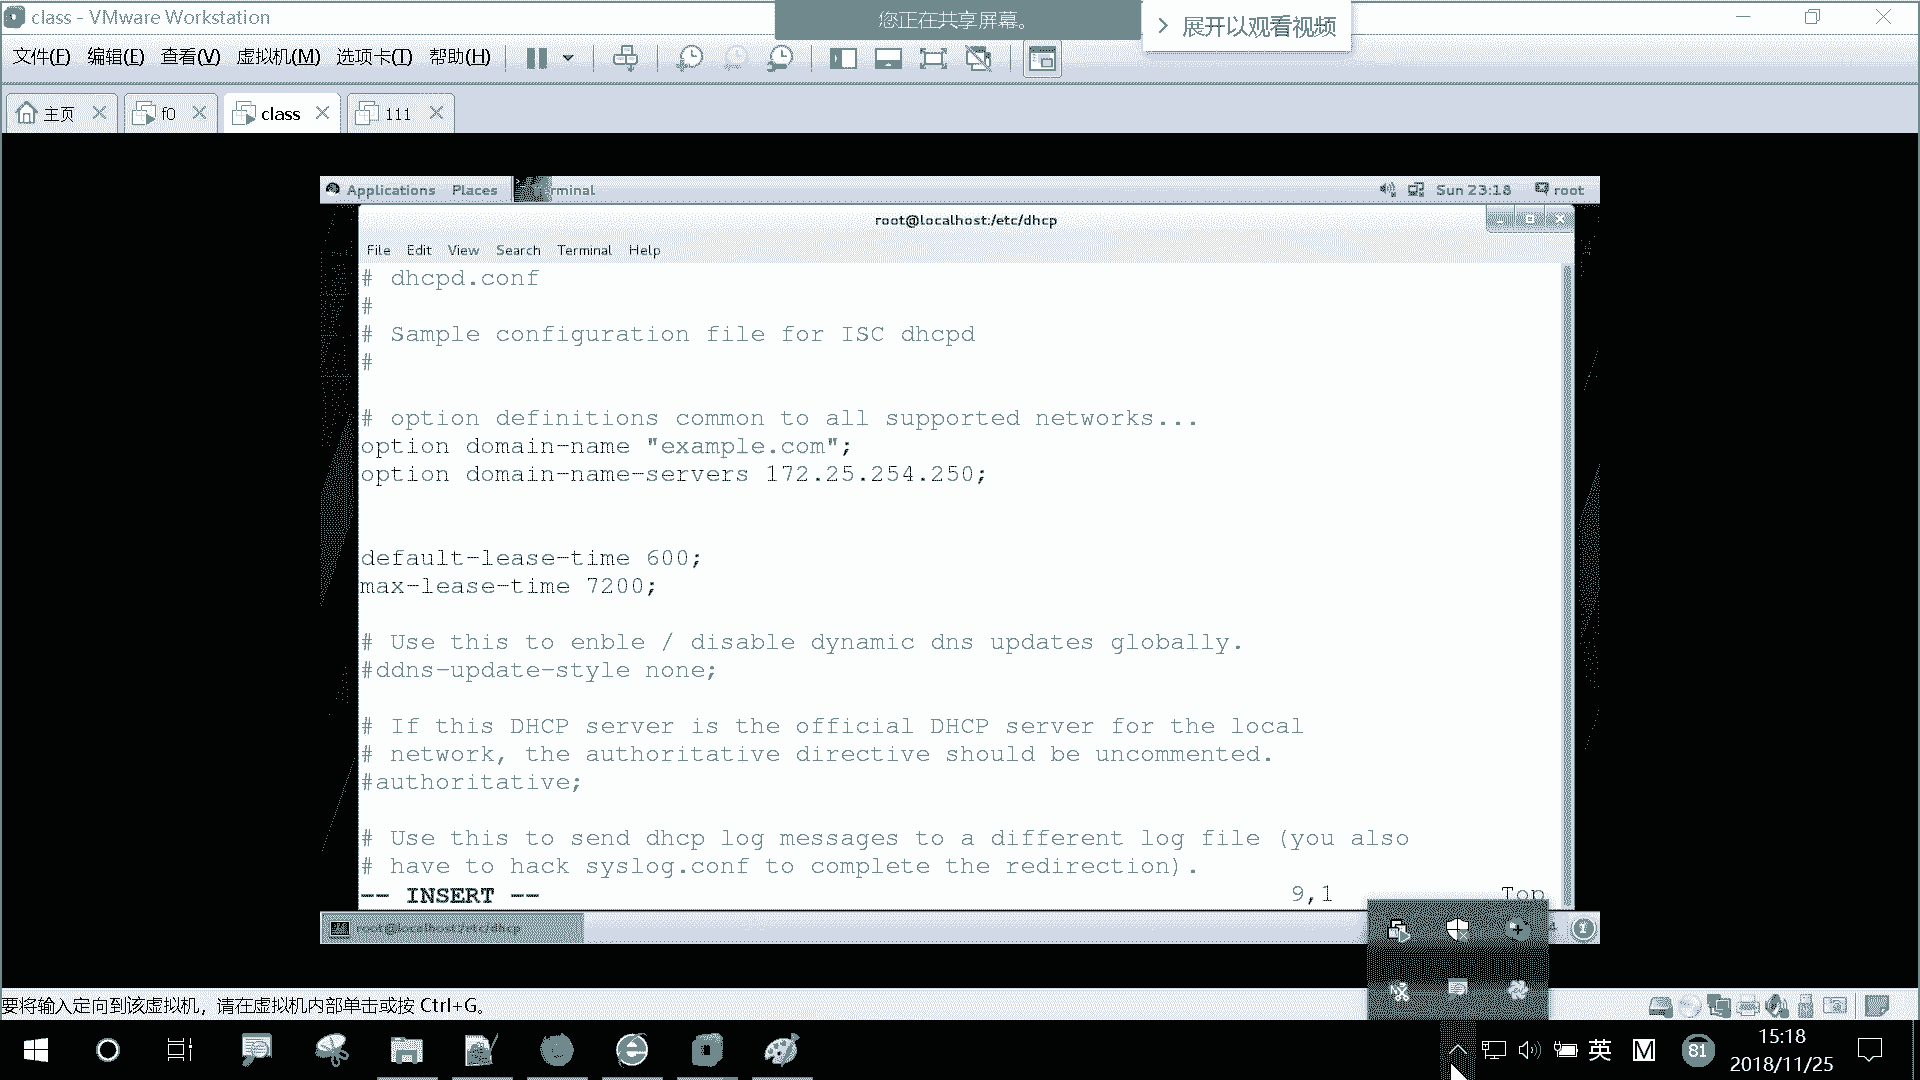 class - VMware Workstation
您正在共享屏幕。
展开以观看视频
文件(F) 编辑(E) 查看(V) 虚拟机(M) 选项卡(T) 帮助(H)
主页 f0 class 111
Applications Places Sun 23:18 root
root@localhost:/etc/dhcp
File Edit View Search Terminal Help
# dhcpd.conf
#
# Sample configuration file for ISC dhcpd
#
# option definitions common to all supported networks...
option domain-name "example.com";
option domain-name-servers 172.25.254.250;
default-lease-time 600;
max-lease-time 7200;
# Use this to enble / disable dynamic dns updates globally.
#ddns-update-style none;
# If this DHCP server is the official DHCP server for the local
# network, the authoritative directive should be uncommented.
#authoritative;
# Use this to send dhcp log messages to a different log file (you also
# have to hack syslog.conf to complete the redirection).
-- INSERT -- 9,1 Top
root@localhost:/etc/dhcp
要将输入定向到该虚拟机，请在虚拟机内部单击或按 Ctrl+G。
英 M 81 15:18
2018/11/25